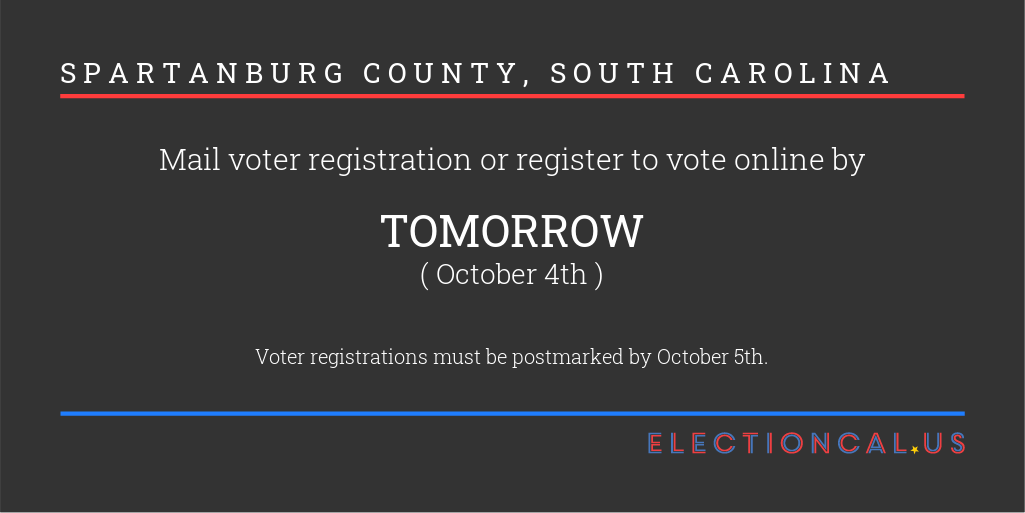 SPARTANBURG COUNTY, SOUTH CAROLINA
Mail voter registration or register to vote online by
TOMORROW
( October 4th )
Voter registrations must be postmarked by October 5th.
ELECTIONCAL.US